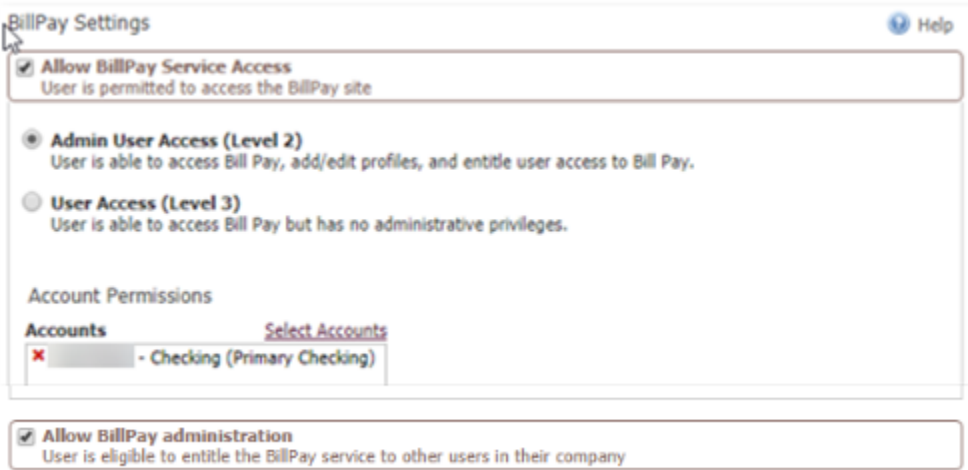 BillPay Settings
Help
Allow BillPay Service Access
User is permitted to access the BillPay site
Admin User Access (Level 2)
User is able to access Bill Pay, add/edit profiles, and entitle user access to Bill Pay.
User Access (Level 3)
User is able to access Bill Pay but has no administrative privileges.
Account Permissions
Accounts Select Accounts
- Checking (Primary Checking)
Allow BillPay administration
User is eligible to entitle the BillPay service to other users in their company